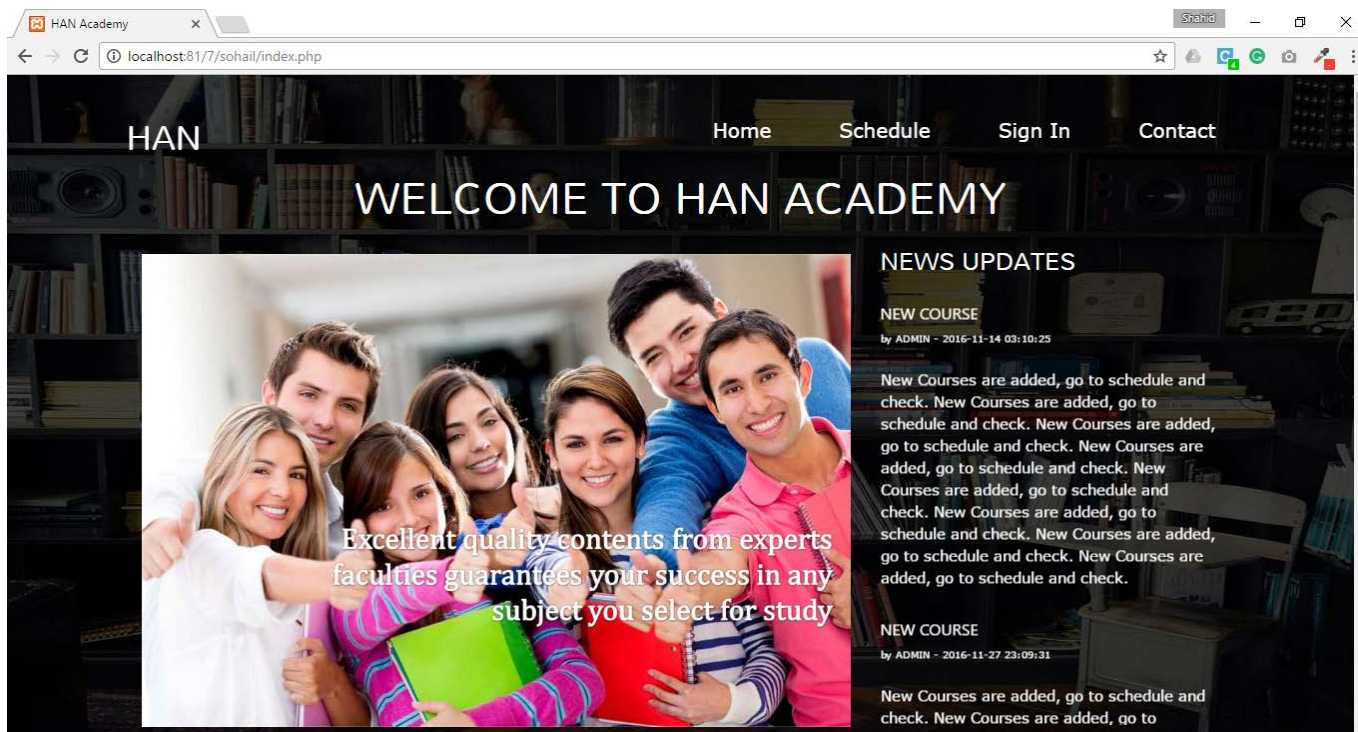 HAN Academy
Shahid
localhost:81/7/sohail/index.php
4
HAN
Home
Schedule
Sign In
Contact
WELCOME TO HAN ACADEMY
Excellent quality contents from experts
faculties guarantees your success in any
subject you select for study
NEWS UPDATES
NEW COURSE
by ADMIN - 2016-11-14 03:10:25
New Courses are added, go to schedule and
check. New Courses are added, go to
schedule and check. New Courses are added,
go to schedule and check. New Courses are
added, go to schedule and check. New
Courses are added, go to schedule and
check. New Courses are added, go to
schedule and check. New Courses are added,
go to schedule and check. New Courses are
added, go to schedule and check.
NEW COURSE
by ADMIN - 2016-11-27 23:09:31
New Courses are added, go to schedule and
check. New Courses are added, go to